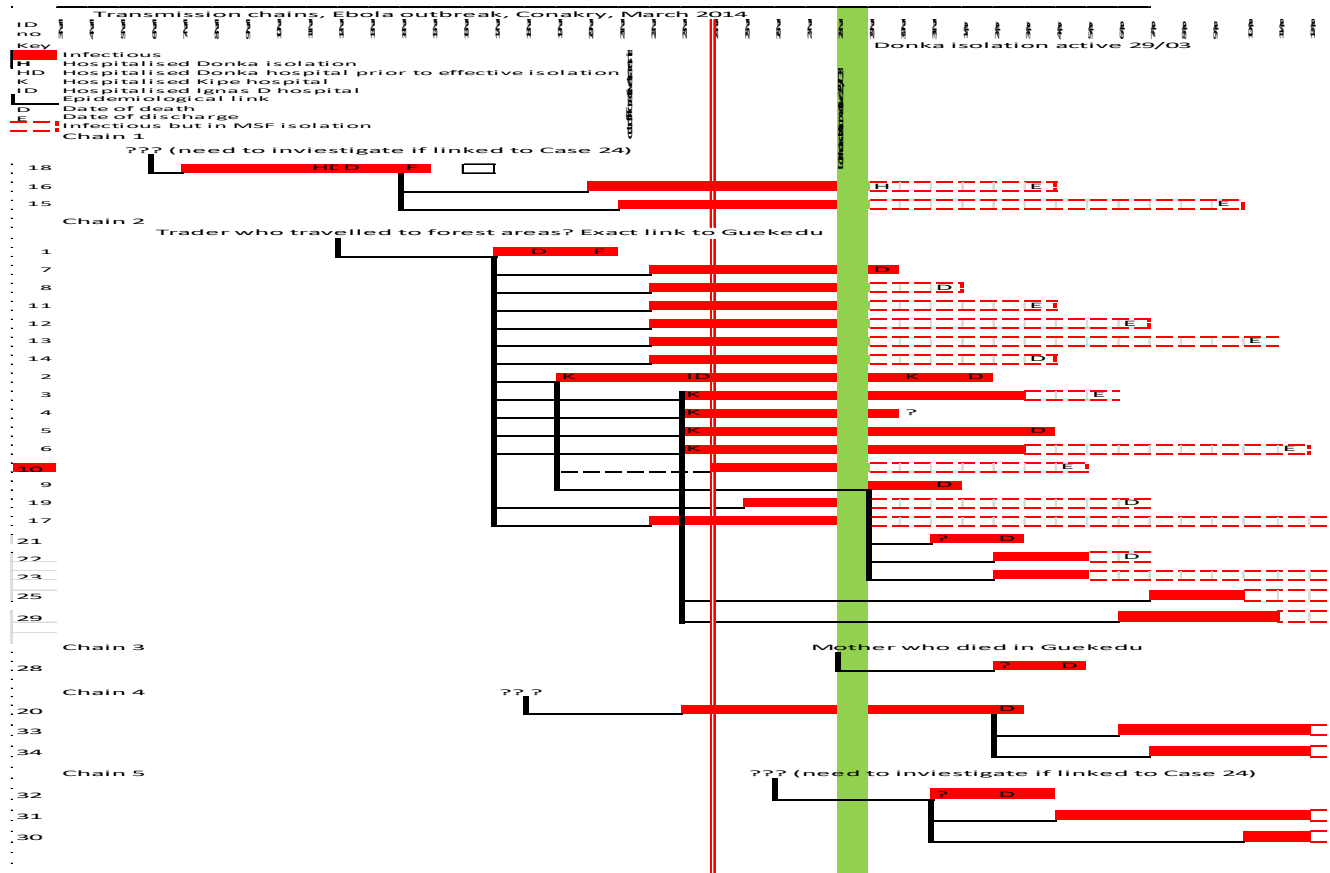 Transmission chains, Ebola outbreak, Conakry, March 2014
ID
no
Key
Donka isolation active 29/03
Infectious
H Hospitalised Donka isolation
HD Hospitalised Donka hospital prior to effective isolation
K Hospitalised Kipe hospital
ID Hospitalised Ignas D hospital
Epidemiological link
D Date of death
E Date of discharge
Infectious but in MSF isolation
Chain 1
??? (need to inviestigate if linked to Case 24)
18 D F
16 H E
15 E
Chain 2
Trader who travelled to forest areas? Exact link to Guekedu
1 D F
7 D
8 D
11 E
12 E
13 E
14 D
2 K ID K D
3 K E
4 K ?
5 K D
6 K E
10 E
9 D
19 D
17
21 ? D
22 D
23
25
29
Chain 3
Mother who died in Guekedu
28 ? D
Chain 4
?? ?
20 D
33
34
Chain 5
??? (need to inviestigate if linked to Case 24)
32 ? D
31
30